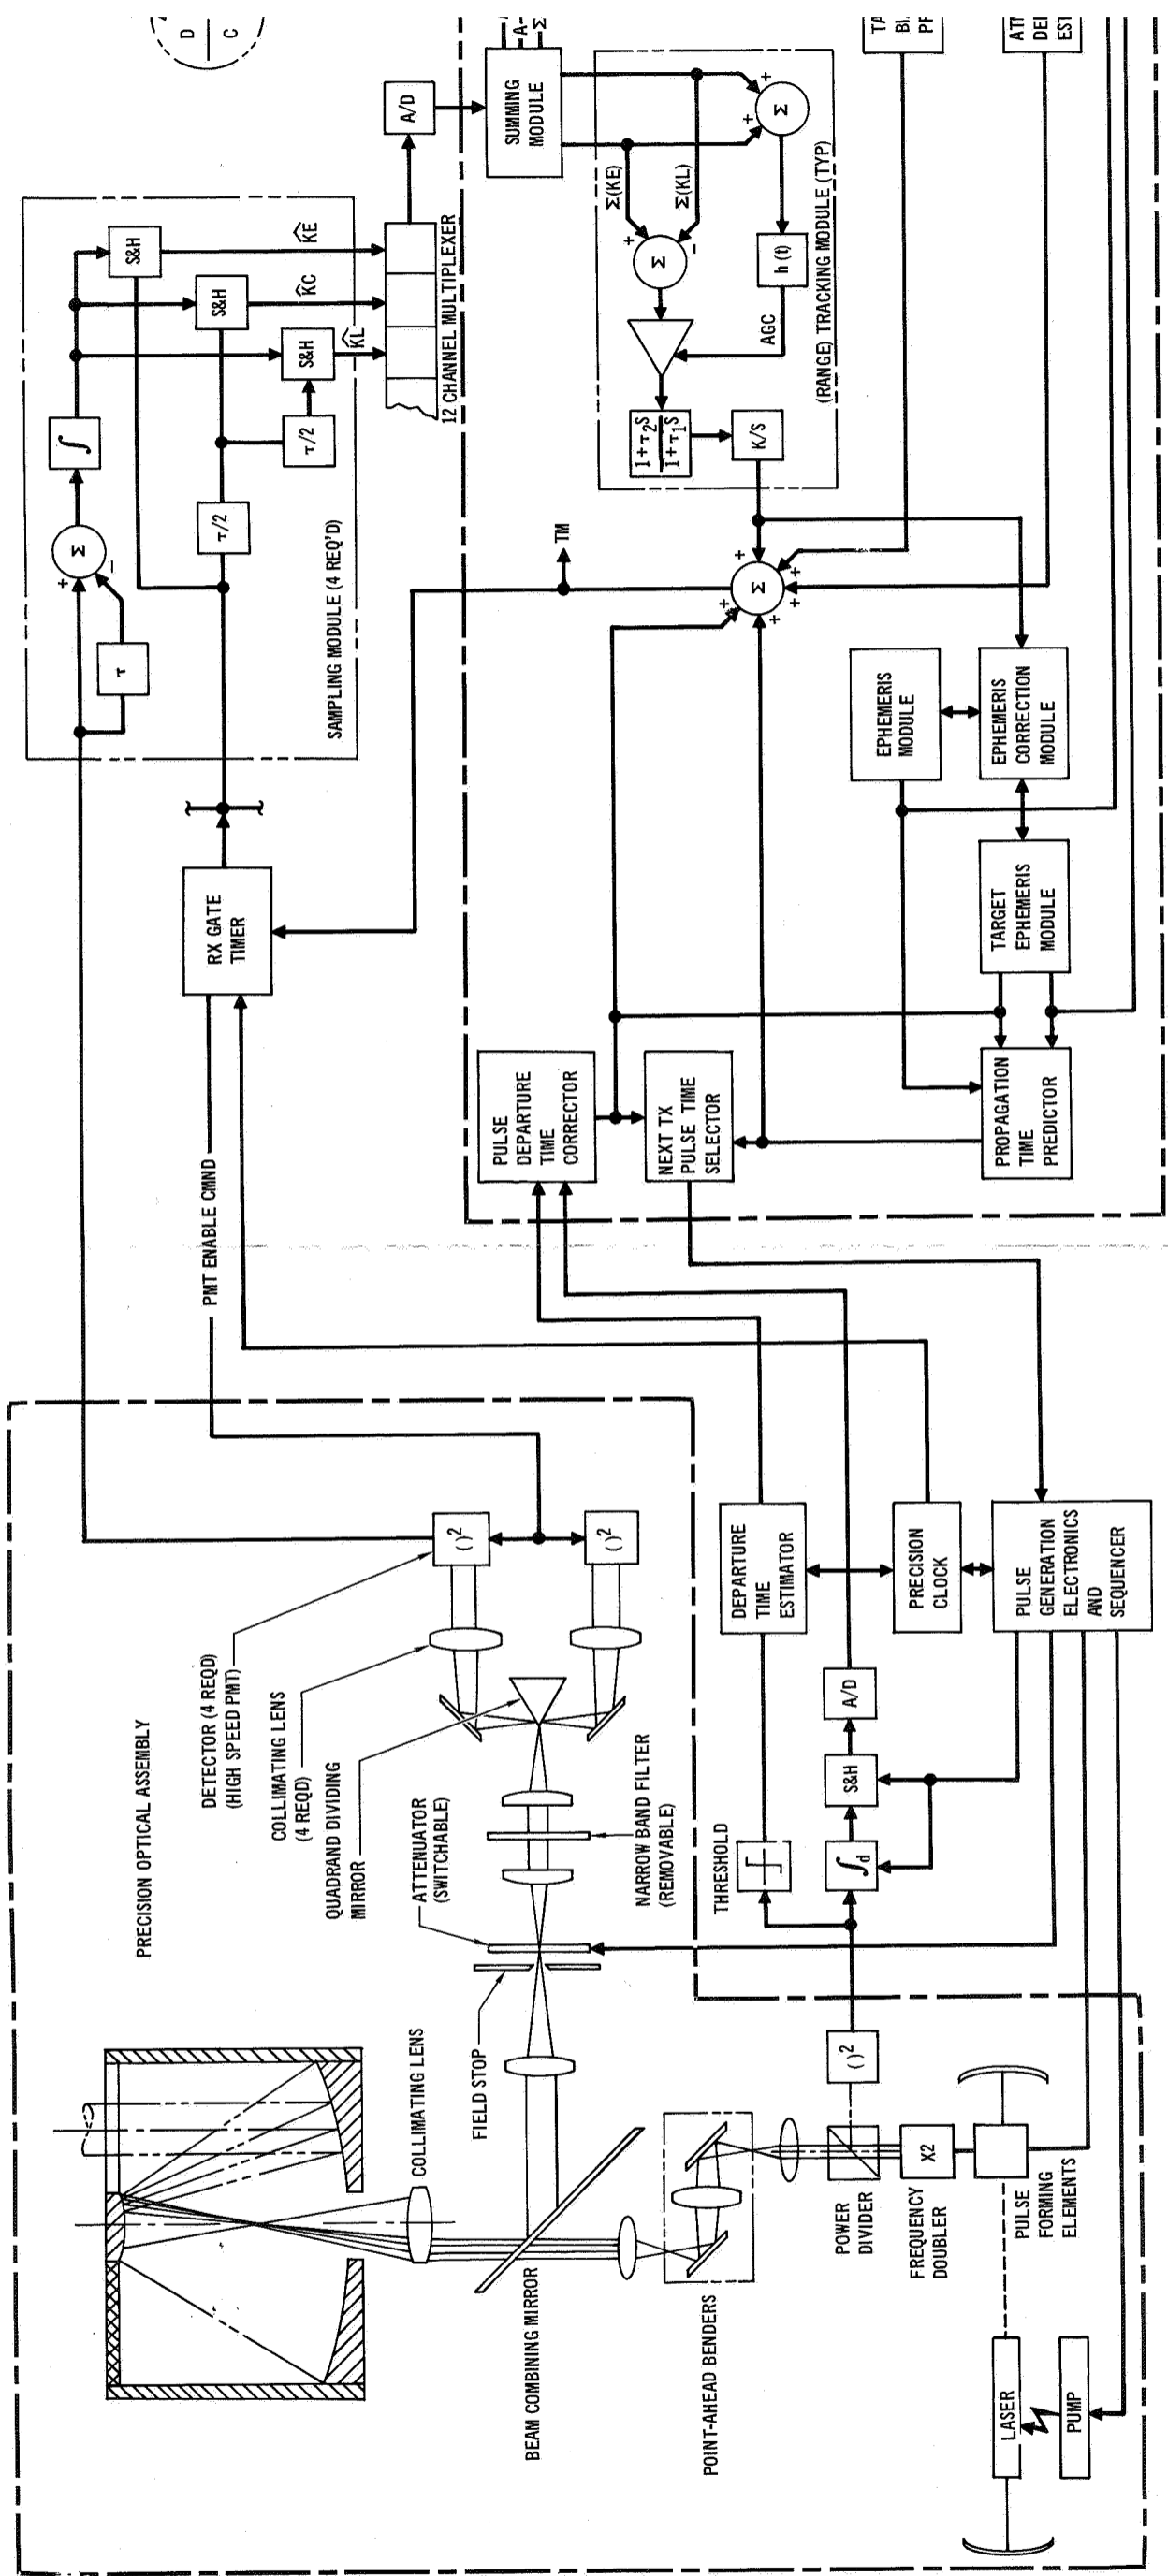 PRECISION OPTICAL ASSEMBLY
COLLIMATING LENS
BEAM COMBINING MIRROR
FIELD STOP
ATTENUATOR
(SWITCHABLE)
QUADRAND DIVIDING
MIRROR
COLLIMATING LENS
(4 REQD)
DETECTOR (4 REQD)
(HIGH SPEED PMT)
NARROW BAND FILTER
(REMOVABLE)
( )²
( )²
POINT-AHEAD BENDERS
POWER
DIVIDER
FREQUENCY
DOUBLER
X2
PULSE
FORMING
ELEMENTS
LASER
PUMP
( )²
THRESHOLD
∫d
S&H
A/D
DEPARTURE
TIME
ESTIMATOR
PRECISION
CLOCK
PULSE
GENERATION
ELECTRONICS
AND
SEQUENCER
PMT ENABLE CMND
RX GATE
TIMER
SAMPLING MODULE (4 REQ'D)
τ
+
-
Σ
∫
τ/2
τ/2
S&H
S&H
S&H
K̂E
K̂C
K̂L
12 CHANNEL MULTIPLEXER
A/D
D
C
PULSE
DEPARTURE
TIME
CORRECTOR
NEXT TX
PULSE TIME
SELECTOR
PROPAGATION
TIME
PREDICTOR
TARGET
EPHEMERIS
MODULE
EPHEMERIS
MODULE
EPHEMERIS
CORRECTION
MODULE
TM
Σ
+
+
+
+
+
(RANGE) TRACKING MODULE (TYP)
1+τ2S
1+τ1S
K/S
AGC
h(t)
Σ
+
-
Σ(KE)
Σ(KL)
Σ
+
+
SUMMING
MODULE
A-
Σ